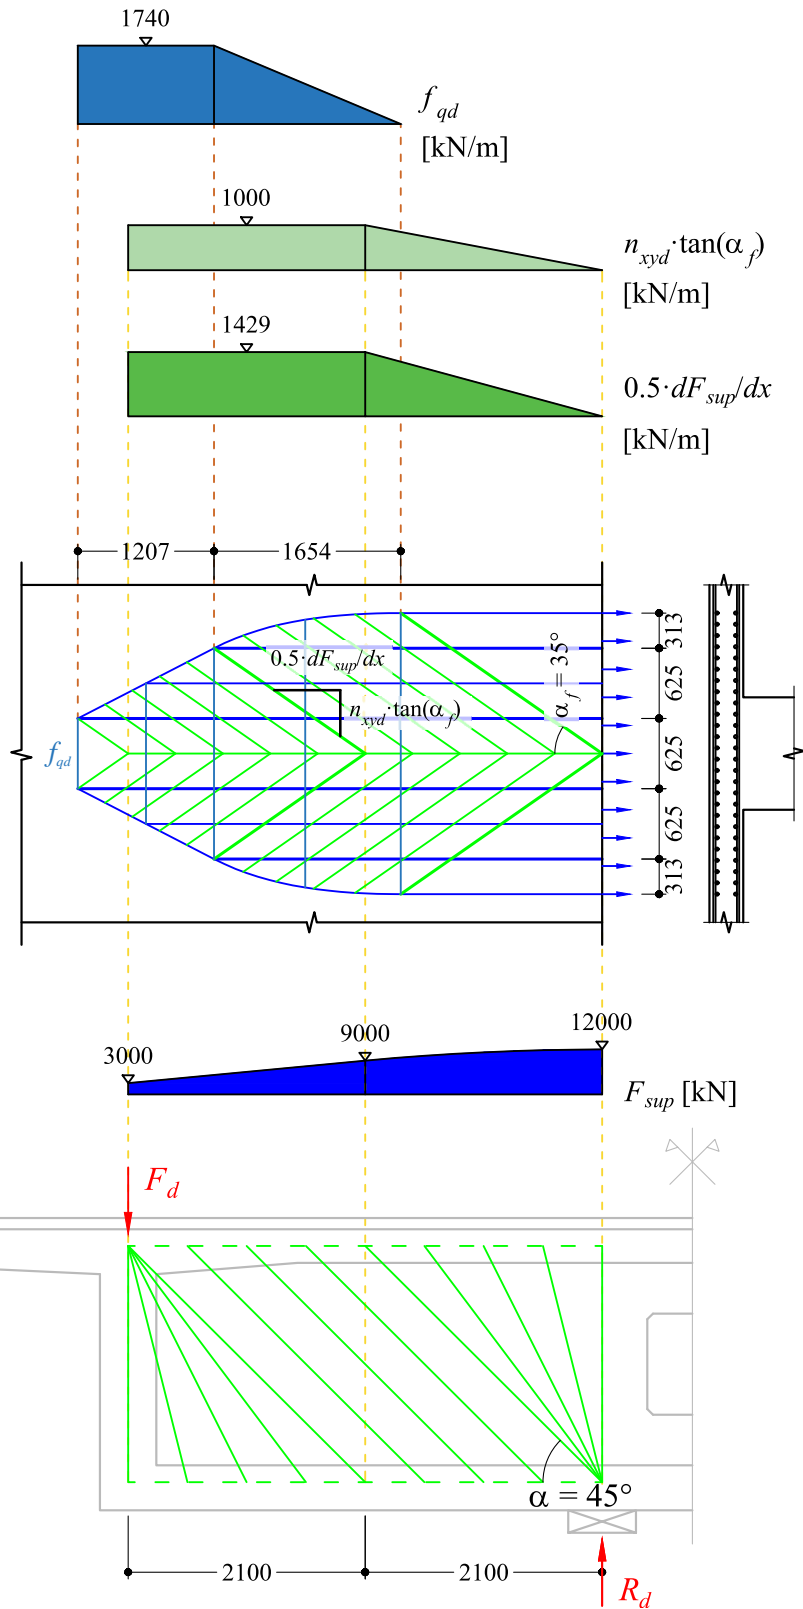 1740
f_qd
[kN/m]
1000
n_xyd·tan(α_f)
[kN/m]
1429
0.5·dF_sup/dx
[kN/m]
1207
1654
313
625
625
625
313
α_f = 35°
0.5·dF_sup/dx
n_xyd·tan(α_f)
f_qd
3000
9000
12000
F_sup [kN]
F_d
α = 45°
2100
2100
R_d